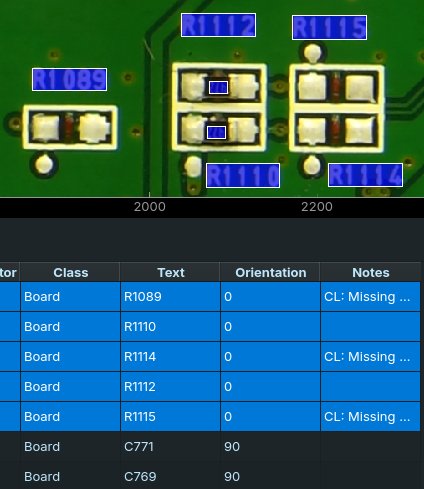 R1112
R1115
R1089
R1110
R1114
2000
2200
tor Class Text Orientation Notes
Board R1089 0 CL: Missing ...
Board R1110 0
Board R1114 0 CL: Missing ...
Board R1112 0
Board R1115 0 CL: Missing ...
Board C771 90
Board C769 90